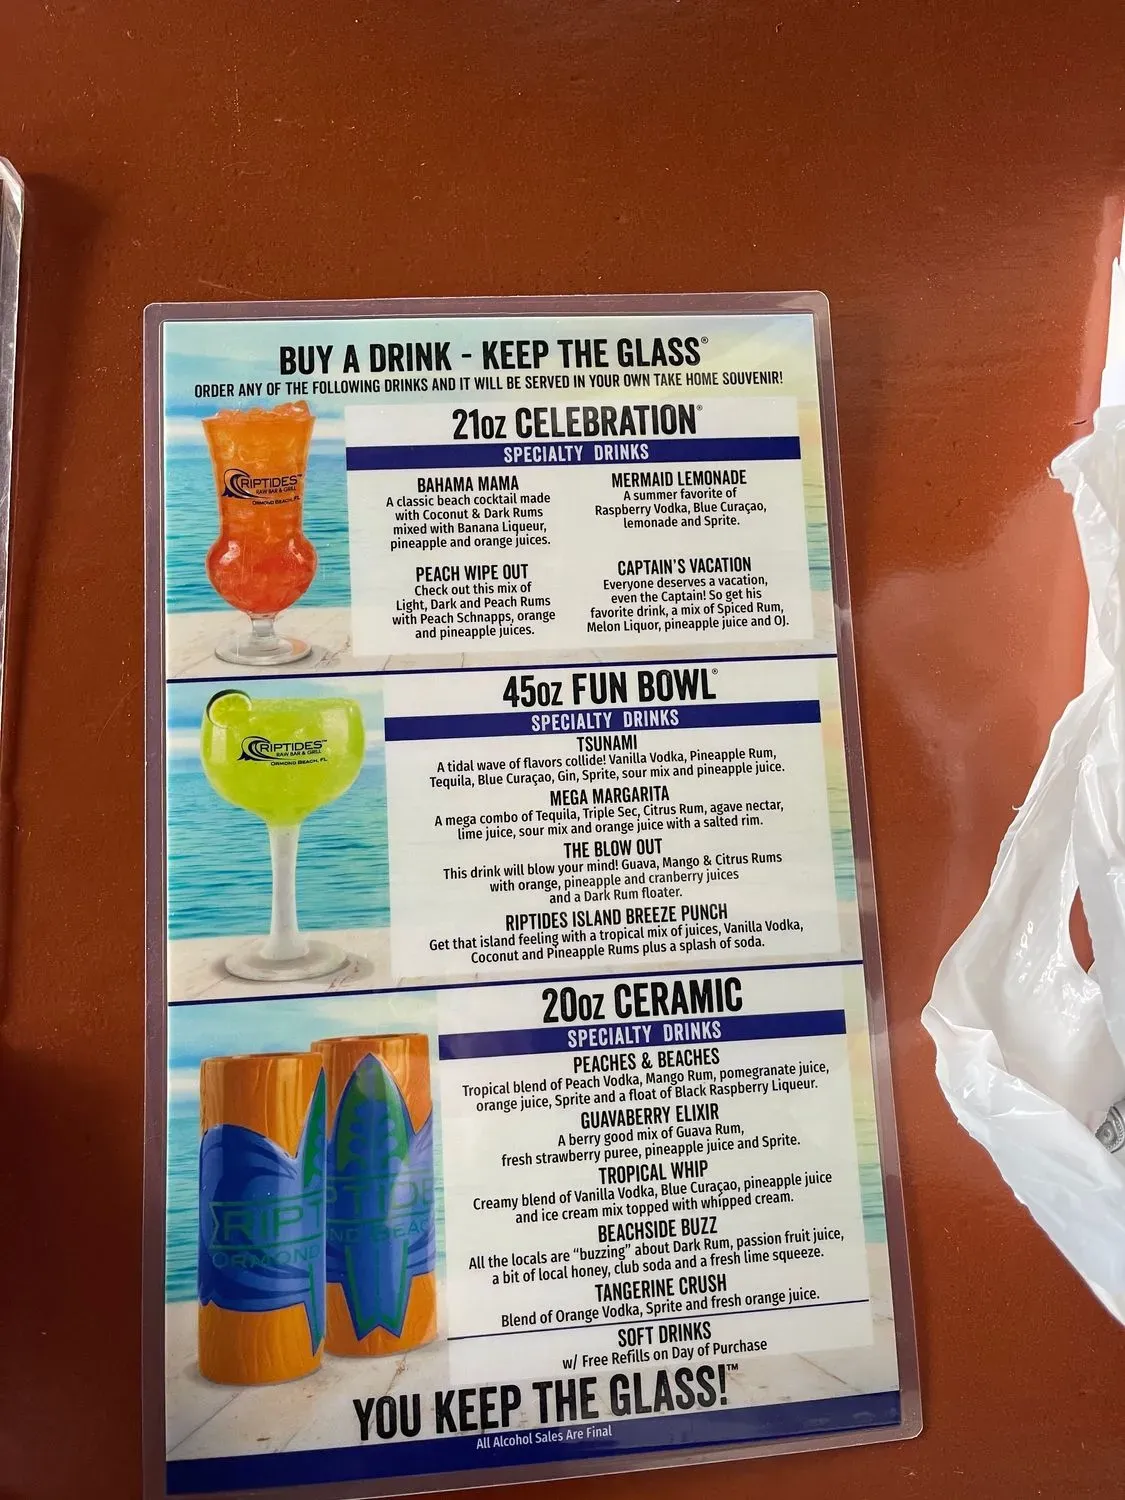 BUY A DRINK - KEEP THE GLASS®
ORDER ANY OF THE FOLLOWING DRINKS AND IT WILL BE SERVED IN YOUR OWN TAKE HOME SOUVENIR!
RIPTIDES™
RAW BAR & GRILL
ORMOND BEACH, FL
21oz CELEBRATION®
SPECIALTY DRINKS
BAHAMA MAMA
A classic beach cocktail made
with Coconut & Dark Rums
mixed with Banana Liqueur,
pineapple and orange juices.
MERMAID LEMONADE
A summer favorite of
Raspberry Vodka, Blue Curaçao,
lemonade and Sprite.
PEACH WIPE OUT
Check out this mix of
Light, Dark and Peach Rums
with Peach Schnapps, orange
and pineapple juices.
CAPTAIN'S VACATION
Everyone deserves a vacation,
even the Captain! So get his
favorite drink, a mix of Spiced Rum,
Melon Liquor, pineapple juice and OJ.
RIPTIDES™
RAW BAR & GRILL
ORMOND BEACH, FL
45oz FUN BOWL®
SPECIALTY DRINKS
TSUNAMI
A tidal wave of flavors collide! Vanilla Vodka, Pineapple Rum,
Tequila, Blue Curaçao, Gin, Sprite, sour mix and pineapple juice.
MEGA MARGARITA
A mega combo of Tequila, Triple Sec, Citrus Rum, agave nectar,
lime juice, sour mix and orange juice with a salted rim.
THE BLOW OUT
This drink will blow your mind! Guava, Mango & Citrus Rums
with orange, pineapple and cranberry juices
and a Dark Rum floater.
RIPTIDES ISLAND BREEZE PUNCH
Get that island feeling with a tropical mix of juices, Vanilla Vodka,
Coconut and Pineapple Rums plus a splash of soda.
20oz CERAMIC
SPECIALTY DRINKS
PEACHES & BEACHES
Tropical blend of Peach Vodka, Mango Rum, pomegranate juice,
orange juice, Sprite and a float of Black Raspberry Liqueur.
GUAVABERRY ELIXIR
A berry good mix of Guava Rum,
fresh strawberry puree, pineapple juice and Sprite.
TROPICAL WHIP
Creamy blend of Vanilla Vodka, Blue Curaçao, pineapple juice
and ice cream mix topped with whipped cream.
BEACHSIDE BUZZ
All the locals are "buzzing" about Dark Rum, passion fruit juice,
a bit of local honey, club soda and a fresh lime squeeze.
TANGERINE CRUSH
Blend of Orange Vodka, Sprite and fresh orange juice.
RIPT
ORMOND
PTIDE
ND BEAC
SOFT DRINKS
w/ Free Refills on Day of Purchase
YOU KEEP THE GLASS!™
All Alcohol Sales Are Final